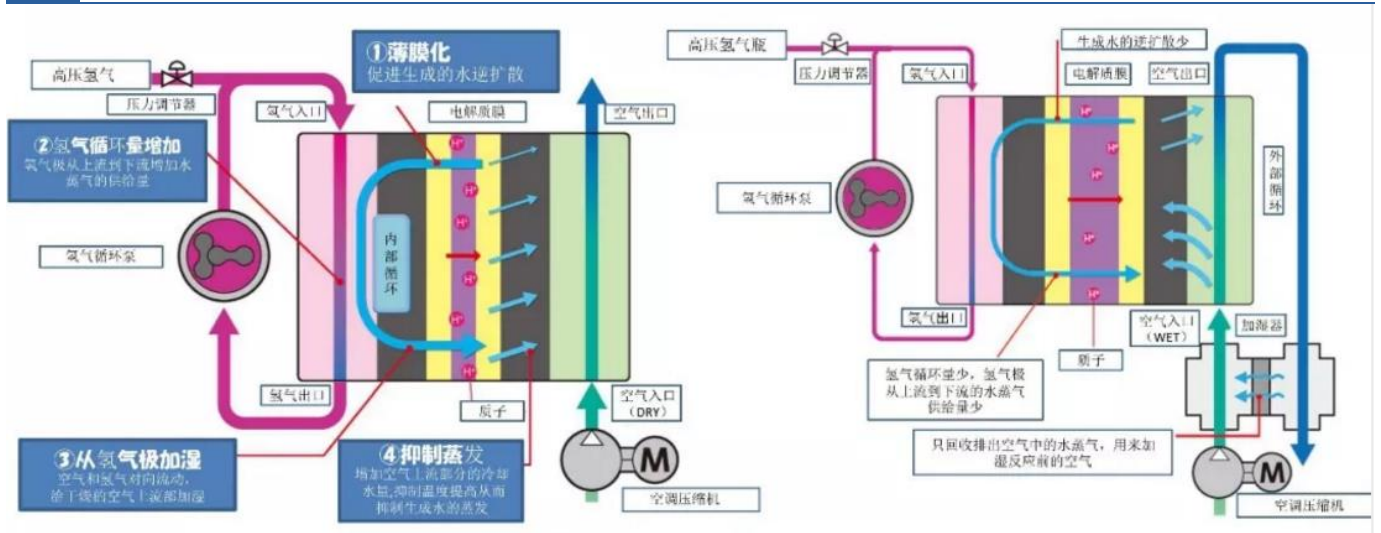 ①薄膜化
促进生成的水逆扩散
高压氢气
压力调节器
氢气入口
电解质膜
空气出口
②氢气循环量增加
氢气极从上流到下流增加水
蒸气的供给量
氢气循环泵
内部循环
H⁺
H⁺
H⁺
H⁺
H⁺
H⁺
氢气出口
质子
空气入口
（DRY）
③从氢气极加湿
空气和氢气对向流动，
给干燥的空气上流部加湿
④抑制蒸发
增加空气上流部分的冷却
水量,抑制温度提高从而
抑制生成水的蒸发
M
空调压缩机
高压氢气瓶
压力调节器
氢气入口
生成水的逆扩散少
电解质膜
空气出口
外部循环
氢气循环泵
H⁺
H⁺
H⁺
H⁺
H⁺
氢气出口
空气入口
（WET）
加湿器
质子
氢气循环量少，氢气极
从上流到下流的水蒸气
供给量少
只回收排出空气中的水蒸气，用来加
湿反应前的空气
M
空调压缩机